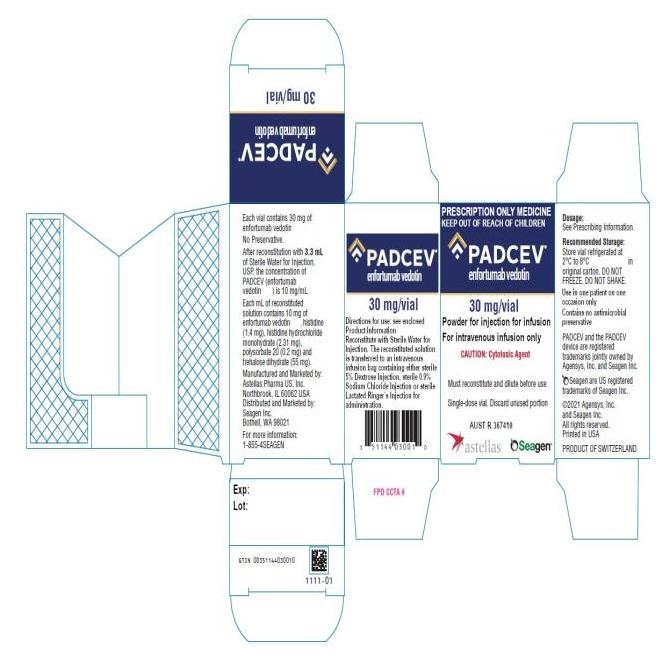 30 mg/vial
PADCEV™
enfortumab vedotin
Each vial contains 30 mg of
enfortumab vedotin
No Preservative.
After reconstitution with 3.3 mL
of Sterile Water for Injection,
USP, the concentration of
PADCEV (enfortumab
vedotin ) is 10 mg/mL
Each mL of reconstituted
solution contains 10 mg of
enfortumab vedotin , histidine
(1.4 mg), histidine hydrochloride
monohydrate (2.31 mg),
polysorbate 20 (0.2 mg) and
trehalose dihydrate (55 mg).
Manufactured and Marketed by:
Astellas Pharma US, Inc.
Northbrook, IL 60062 USA
Distributed and Marketed by:
Seagen Inc.
Bothell, WA 98021
For more information:
1-855-4SEAGEN
Exp:
Lot:
GTIN 00351144030010
1111-01
PADCEV™
enfortumab vedotin
30 mg/vial
Directions for use: see enclosed
Product Information
Reconstitute with Sterile Water for
Injection. The reconstituted solution
is transferred to an intravenous
infusion bag containing either sterile
5% Dextrose Injection, sterile 0.9%
Sodium Chloride Injection or sterile
Lactated Ringer's Injection for
administration.
3 51144 03001 0
FPO CCTA #
PRESCRIPTION ONLY MEDICINE
KEEP OUT OF REACH OF CHILDREN
PADCEV™
enfortumab vedotin
30 mg/vial
Powder for injection for infusion
For intravenous infusion only
CAUTION: Cytotoxic Agent
Must reconstitute and dilute before use
Single-dose vial. Discard unused portion
AUST R 367410
astellas Seagen®
Dosage:
See Prescribing Information.
Recommended Storage:
Store vial refrigerated at
2°C to 8°C in
original carton. DO NOT
FREEZE. DO NOT SHAKE.
Use in one patient on one
occasion only
Contains no antimicrobial
preservative
PADCEV and the PADCEV
device are registered
trademarks jointly owned by
Agensys, Inc. and Seagen Inc.
Seagen are US registered
trademarks of Seagen Inc.
©2021 Agensys, Inc.
and Seagen Inc.
All rights reserved.
Printed in USA
PRODUCT OF SWITZERLAND